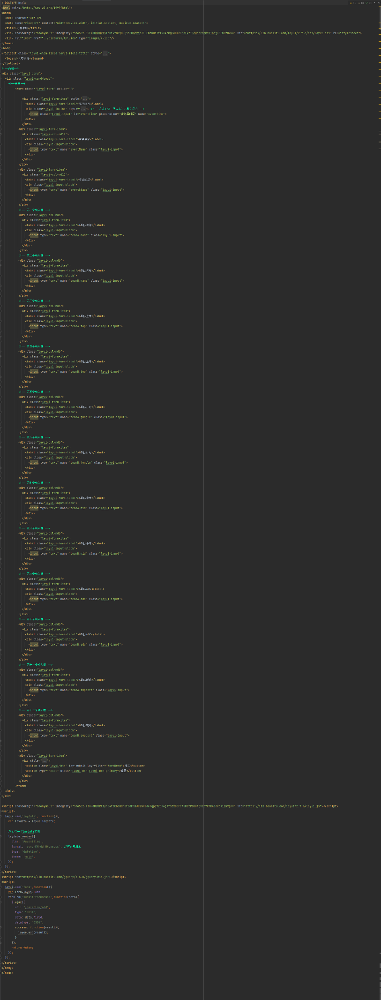 <!DOCTYPE html>
<html xmlns="http://www.w3.org/1999/html">
<head>
<meta charset="utf-8">
<meta name="viewport" content="width=device-width, initial-scale=1, maximum-scale=1">
<title>比赛添加</title>
<link crossorigin="anonymous" href="https://lib.baomitu.com/layui/2.7.6/css/layui.css" rel="stylesheet">
<link rel="icon" href="../pictures/lpl.ico" type="images/x-ico"/>
</head>
<body>
<fieldset class="layui-elem-field layui-field-title" style="...">
<legend>比赛添加</legend>
</fieldset>
<!--面板-->
<div class="layui-card">
<div class="layui-card-body">
<!--表单-->
<form class="layui-form" action="">
<div class="layui-form-item" style="...">
<label class="layui-form-label">赛事时间</label>
<div class="layui-inline" style="..."> <!-- 注意：这一层元素并不是必须的 -->
<input class="layui-input" id="eventTime" placeholder="请选择时间" name="eventTime">
</div>
</div>
<div class="layui-form-item">
<div class="layui-col-md12">
<label class="layui-form-label">赛事名称</label>
<div class="layui-input-block">
<input type="text" name="eventName" class="layui-input">
</div>
</div>
</div>
<div class="layui-form-item">
<div class="layui-col-md12">
<label class="layui-form-label"></label>
<div class="layui-input-block">
<input type="text" name="eventStage" class="layui-input">
</div>
</div>
</div>
<!-- 第一个输入框 -->
<div class="layui-col-md6">
<div class="layui-form-item">
<label class="layui-form-label">A战队名称</label>
<div class="layui-input-block">
<input type="text" name="teamA.name" class="layui-input">
</div>
</div>
</div>
<!-- 第二个输入框 -->
<div class="layui-col-md6">
<div class="layui-form-item">
<label class="layui-form-label">B战队名称</label>
<div class="layui-input-block">
<input type="text" name="teamB.name" class="layui-input">
</div>
</div>
</div>
<!-- 第三个输入框 -->
<div class="layui-col-md6">
<div class="layui-form-item">
<label class="layui-form-label">A战队上单</label>
<div class="layui-input-block">
<input type="text" name="teamA.top" class="layui-input">
</div>
</div>
</div>
<!-- 第四个输入框 -->
<div class="layui-col-md6">
<div class="layui-form-item">
<label class="layui-form-label">B战队上单</label>
<div class="layui-input-block">
<input type="text" name="teamB.top" class="layui-input">
</div>
</div>
</div>
<!-- 第五个输入框 -->
<div class="layui-col-md6">
<div class="layui-form-item">
<label class="layui-form-label">A战队打野</label>
<div class="layui-input-block">
<input type="text" name="teamA.jungle" class="layui-input">
</div>
</div>
</div>
<!-- 第六个输入框 -->
<div class="layui-col-md6">
<div class="layui-form-item">
<label class="layui-form-label">B战队打野</label>
<div class="layui-input-block">
<input type="text" name="teamB.jungle" class="layui-input">
</div>
</div>
</div>
<!-- 第七个输入框 -->
<div class="layui-col-md6">
<div class="layui-form-item">
<label class="layui-form-label">A战队中单</label>
<div class="layui-input-block">
<input type="text" name="teamA.mid" class="layui-input">
</div>
</div>
</div>
<!-- 第八个输入框 -->
<div class="layui-col-md6">
<div class="layui-form-item">
<label class="layui-form-label">B战队中单</label>
<div class="layui-input-block">
<input type="text" name="teamB.mid" class="layui-input">
</div>
</div>
</div>
<!-- 第九个输入框 -->
<div class="layui-col-md6">
<div class="layui-form-item">
<label class="layui-form-label">A战队ADC</label>
<div class="layui-input-block">
<input type="text" name="teamA.adc" class="layui-input">
</div>
</div>
</div>
<!-- 第十个输入框 -->
<div class="layui-col-md6">
<div class="layui-form-item">
<label class="layui-form-label">B战队ADC</label>
<div class="layui-input-block">
<input type="text" name="teamB.adc" class="layui-input">
</div>
</div>
</div>
<!-- 第十一个输入框 -->
<div class="layui-col-md6">
<div class="layui-form-item">
<label class="layui-form-label">A战队辅助</label>
<div class="layui-input-block">
<input type="text" name="teamA.support" class="layui-input">
</div>
</div>
</div>
<!-- 第十二个输入框 -->
<div class="layui-col-md6">
<div class="layui-form-item">
<label class="layui-form-label">B战队辅助</label>
<div class="layui-input-block">
<input type="text" name="teamB.support" class="layui-input">
</div>
</div>
</div>
<div class="layui-form-item">
<div style="...">
<button class="layui-btn" lay-submit lay-filter="formDemo">提交</button>
<button type="reset" class="layui-btn layui-btn-primary">重置</button>
</div>
</div>
</form>
</div>
</div>
<script crossorigin="anonymous" src="https://lib.baomitu.com/layui/2.7.6/layui.js"></script>
<script>
layui.use('laydate', function(){
var laydate = layui.laydate;
//执行一个laydate实例
laydate.render({
elem: '#eventTime',
format: 'yyyy-MM-dd HH:mm:ss', //可任意组合
type: 'datetime',
theme: 'molv',
});
});
</script>
<script src="https://lib.baomitu.com/jquery/3.6.0/jquery.min.js"></script>
<script>
layui.use('form',function(){
var form=layui.form;
form.on('submit(formDemo)',function(data){
$.ajax({
type: "POST",
data: data.field,
datatype: "JSON",
success: function(result){
layer.msg(result);
}
});
return false;
});
});
</script>
</body>
</html>